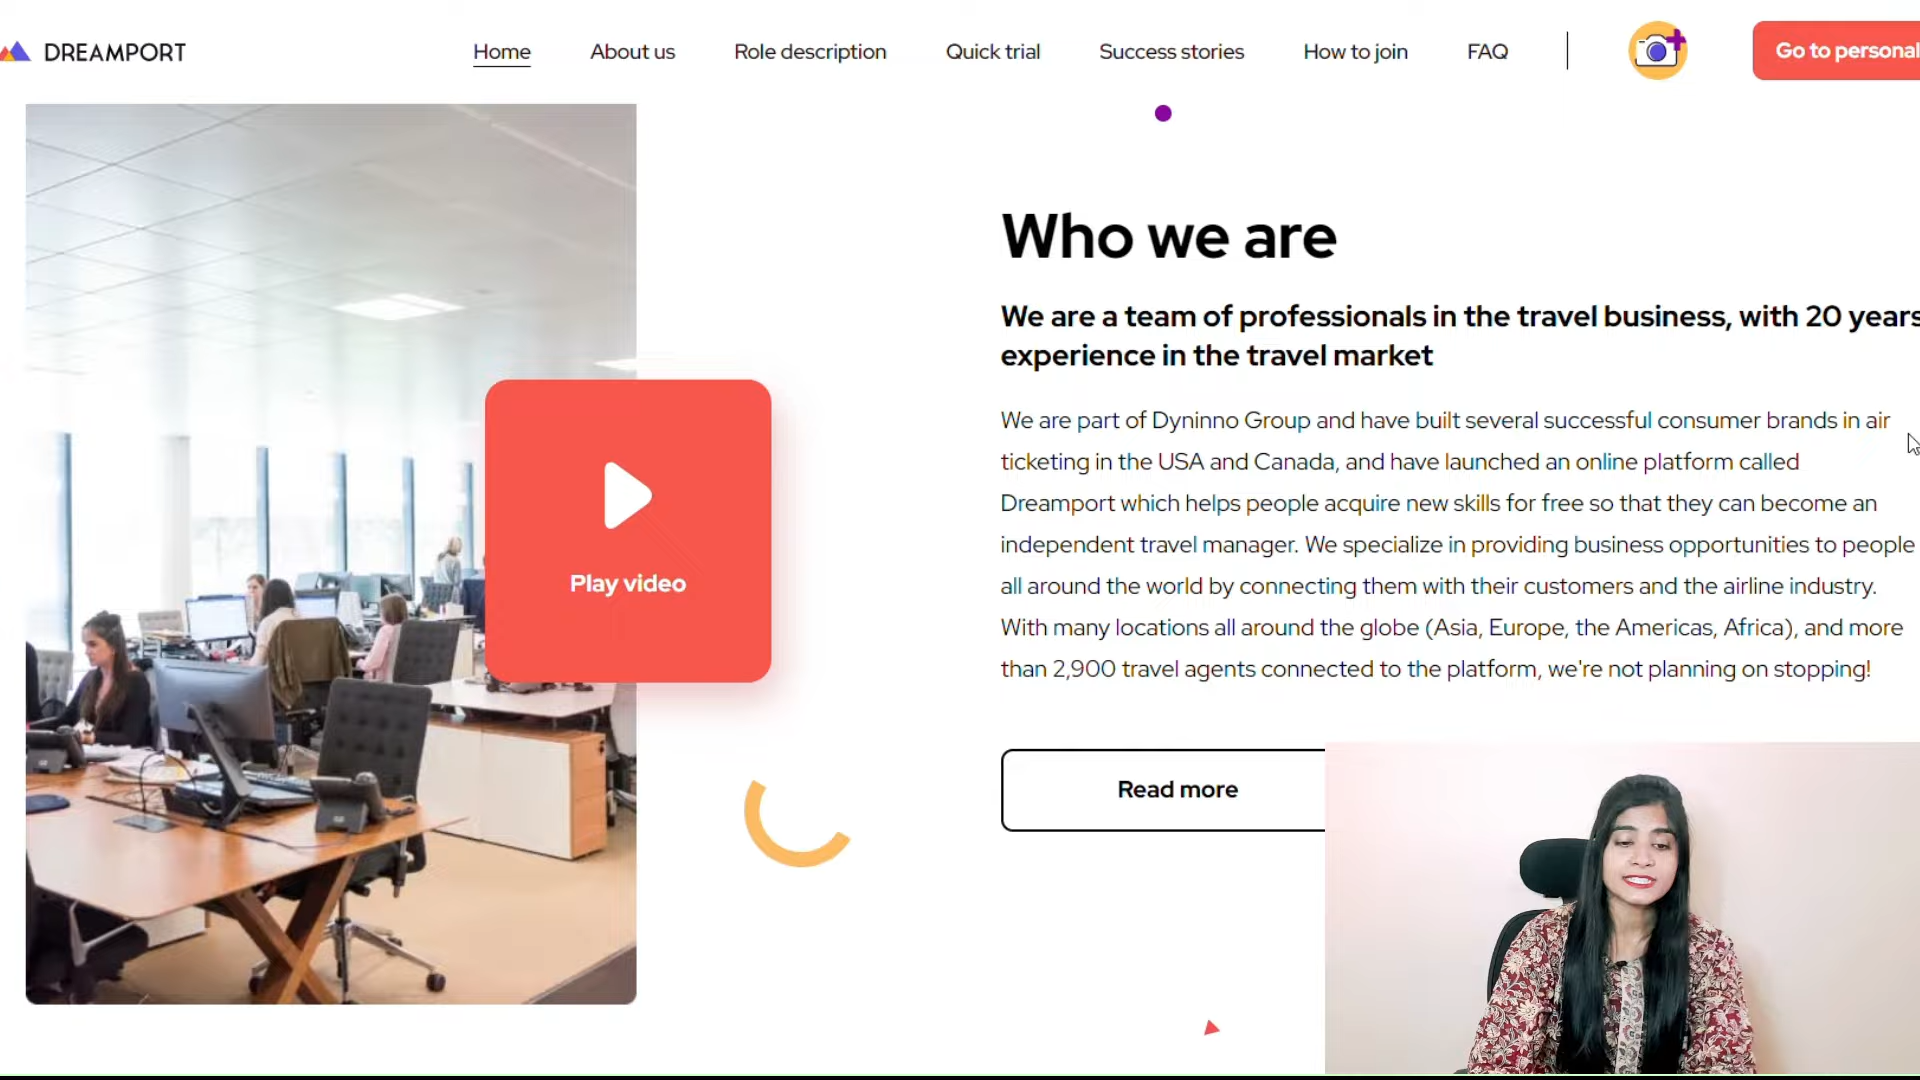 DREAMPORT
Home
About us
Role description
Quick trial
Success stories
How to join
FAQ
Go to personal
Who we are
We are a team of professionals in the travel business, with 20 years
experience in the travel market
We are part of Dyninno Group and have built several successful consumer brands in air
ticketing in the USA and Canada, and have launched an online platform called
Dreamport which helps people acquire new skills for free so that they can become an
independent travel manager. We specialize in providing business opportunities to people
all around the world by connecting them with their customers and the airline industry.
With many locations all around the globe (Asia, Europe, the Americas, Africa), and more
than 2,900 travel agents connected to the platform, we're not planning on stopping!
Play video
Read more